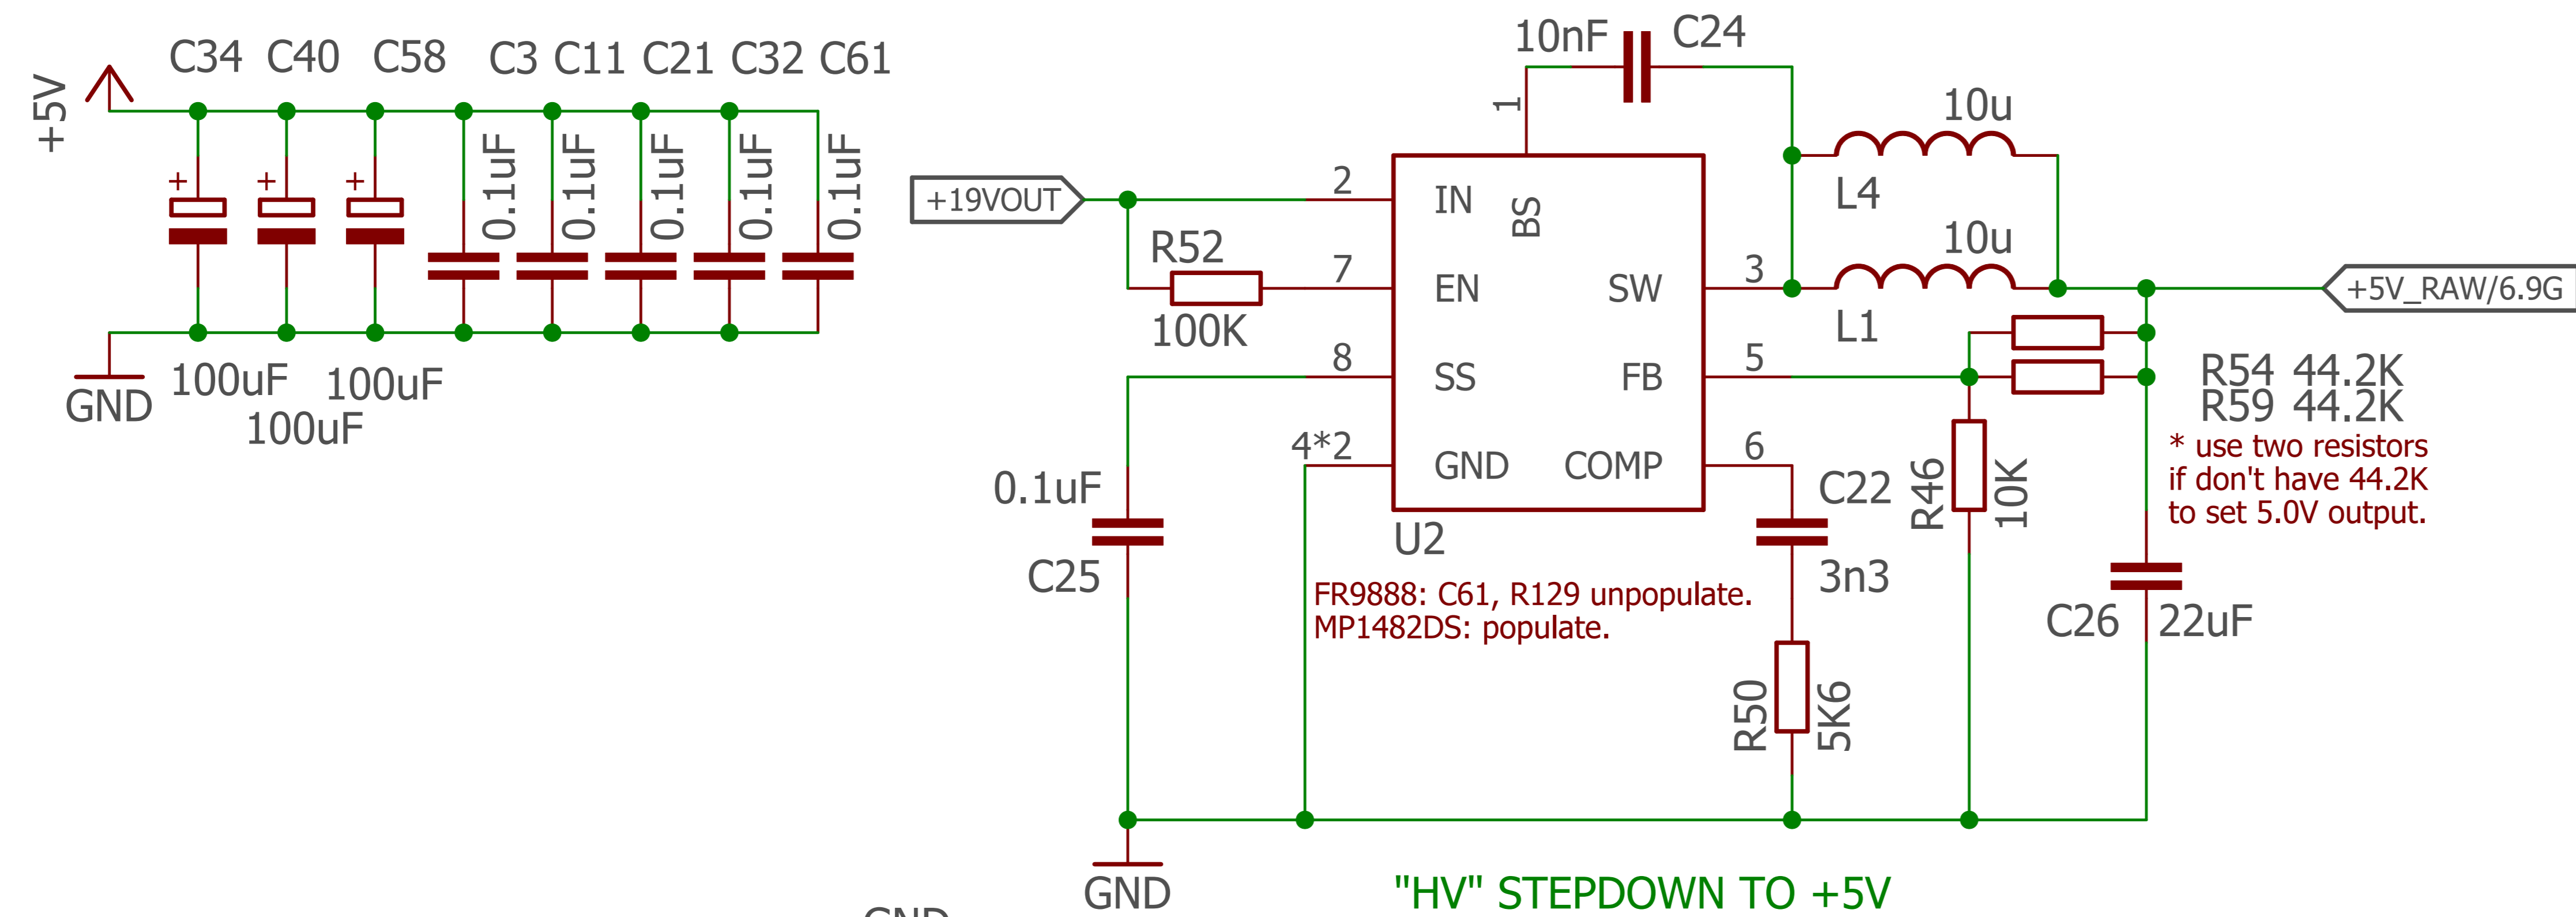 +5V
C34 C40 C58 C3 C11 C21 C32 C61
+ + +
0.1uF 0.1uF 0.1uF 0.1uF 0.1uF
100uF 100uF
100uF
GND
10nF C24
1
10u
L4
10u
L1
+19VOUT
2
IN
BS
R52
100K
7
EN
SW
3
8
SS
FB
5
4*2
GND
COMP
6
U2
0.1uF
C25
FR9888: C61, R129 unpopulate.
MP1482DS: populate.
C22
3n3
R50
5K6
R46
10K
+5V_RAW/6.9G
R54 44.2K
R59 44.2K
* use two resistors
if don't have 44.2K
to set 5.0V output.
C26 22uF
GND
"HV" STEPDOWN TO +5V
GND